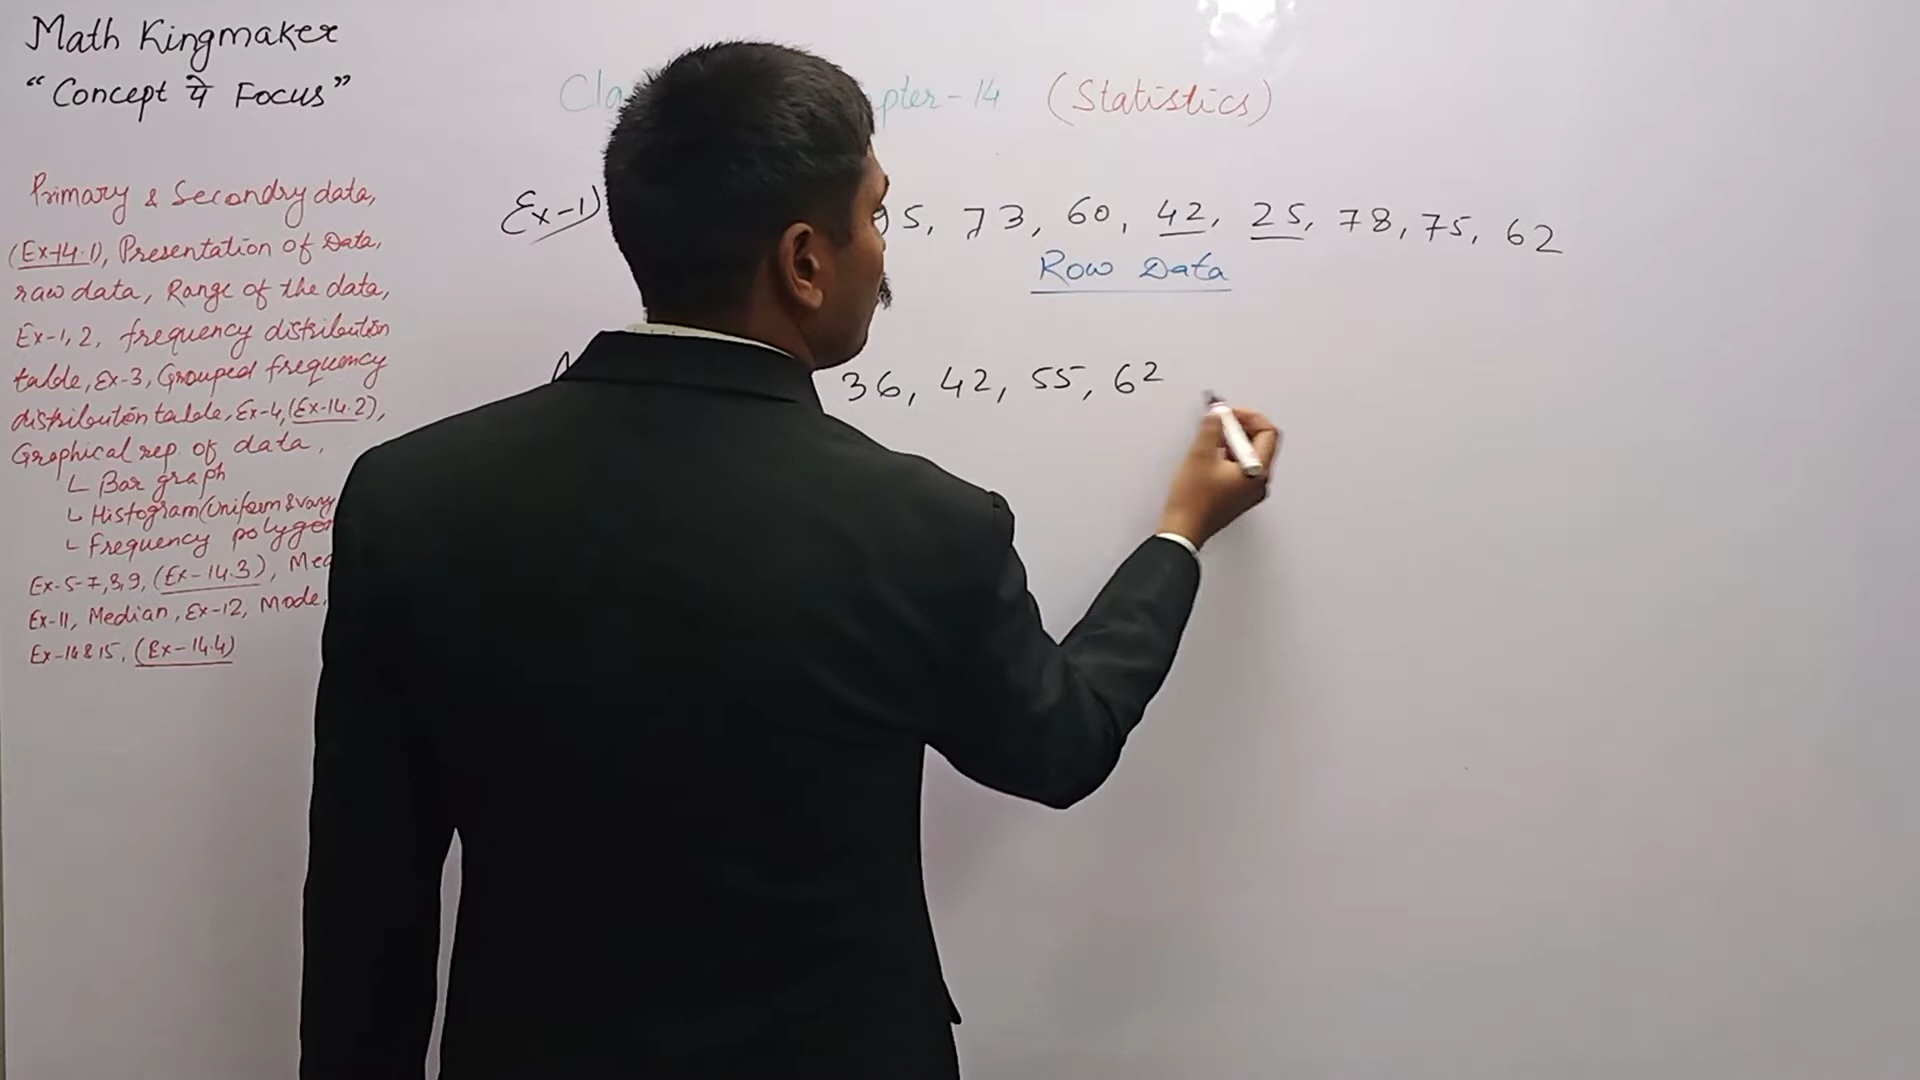 Math Kingmaker
“Concept पे Focus”
Chapter-14 (Statistics)
Primary & Secondry data,
(Ex-14.1), Presentation of Data,
raw data, Range of the data,
Ex-1,2, frequency distribution
table, Ex-3, Grouped frequency
distribution table, Ex-4, (Ex-14.2),
Graphical rep. of data,
└ Bar graph
└ Histogram (Uniform & vary
└ frequency polygon
Ex-5-7,8,9, (Ex-14.3),
Ex-11, Median, Ex-12, Mode,
Ex-14&15, (Ex-14.4)
Ex-1) 95, 73, 60, 42, 25, 78, 75, 62
Row Data
36, 42, 55, 62